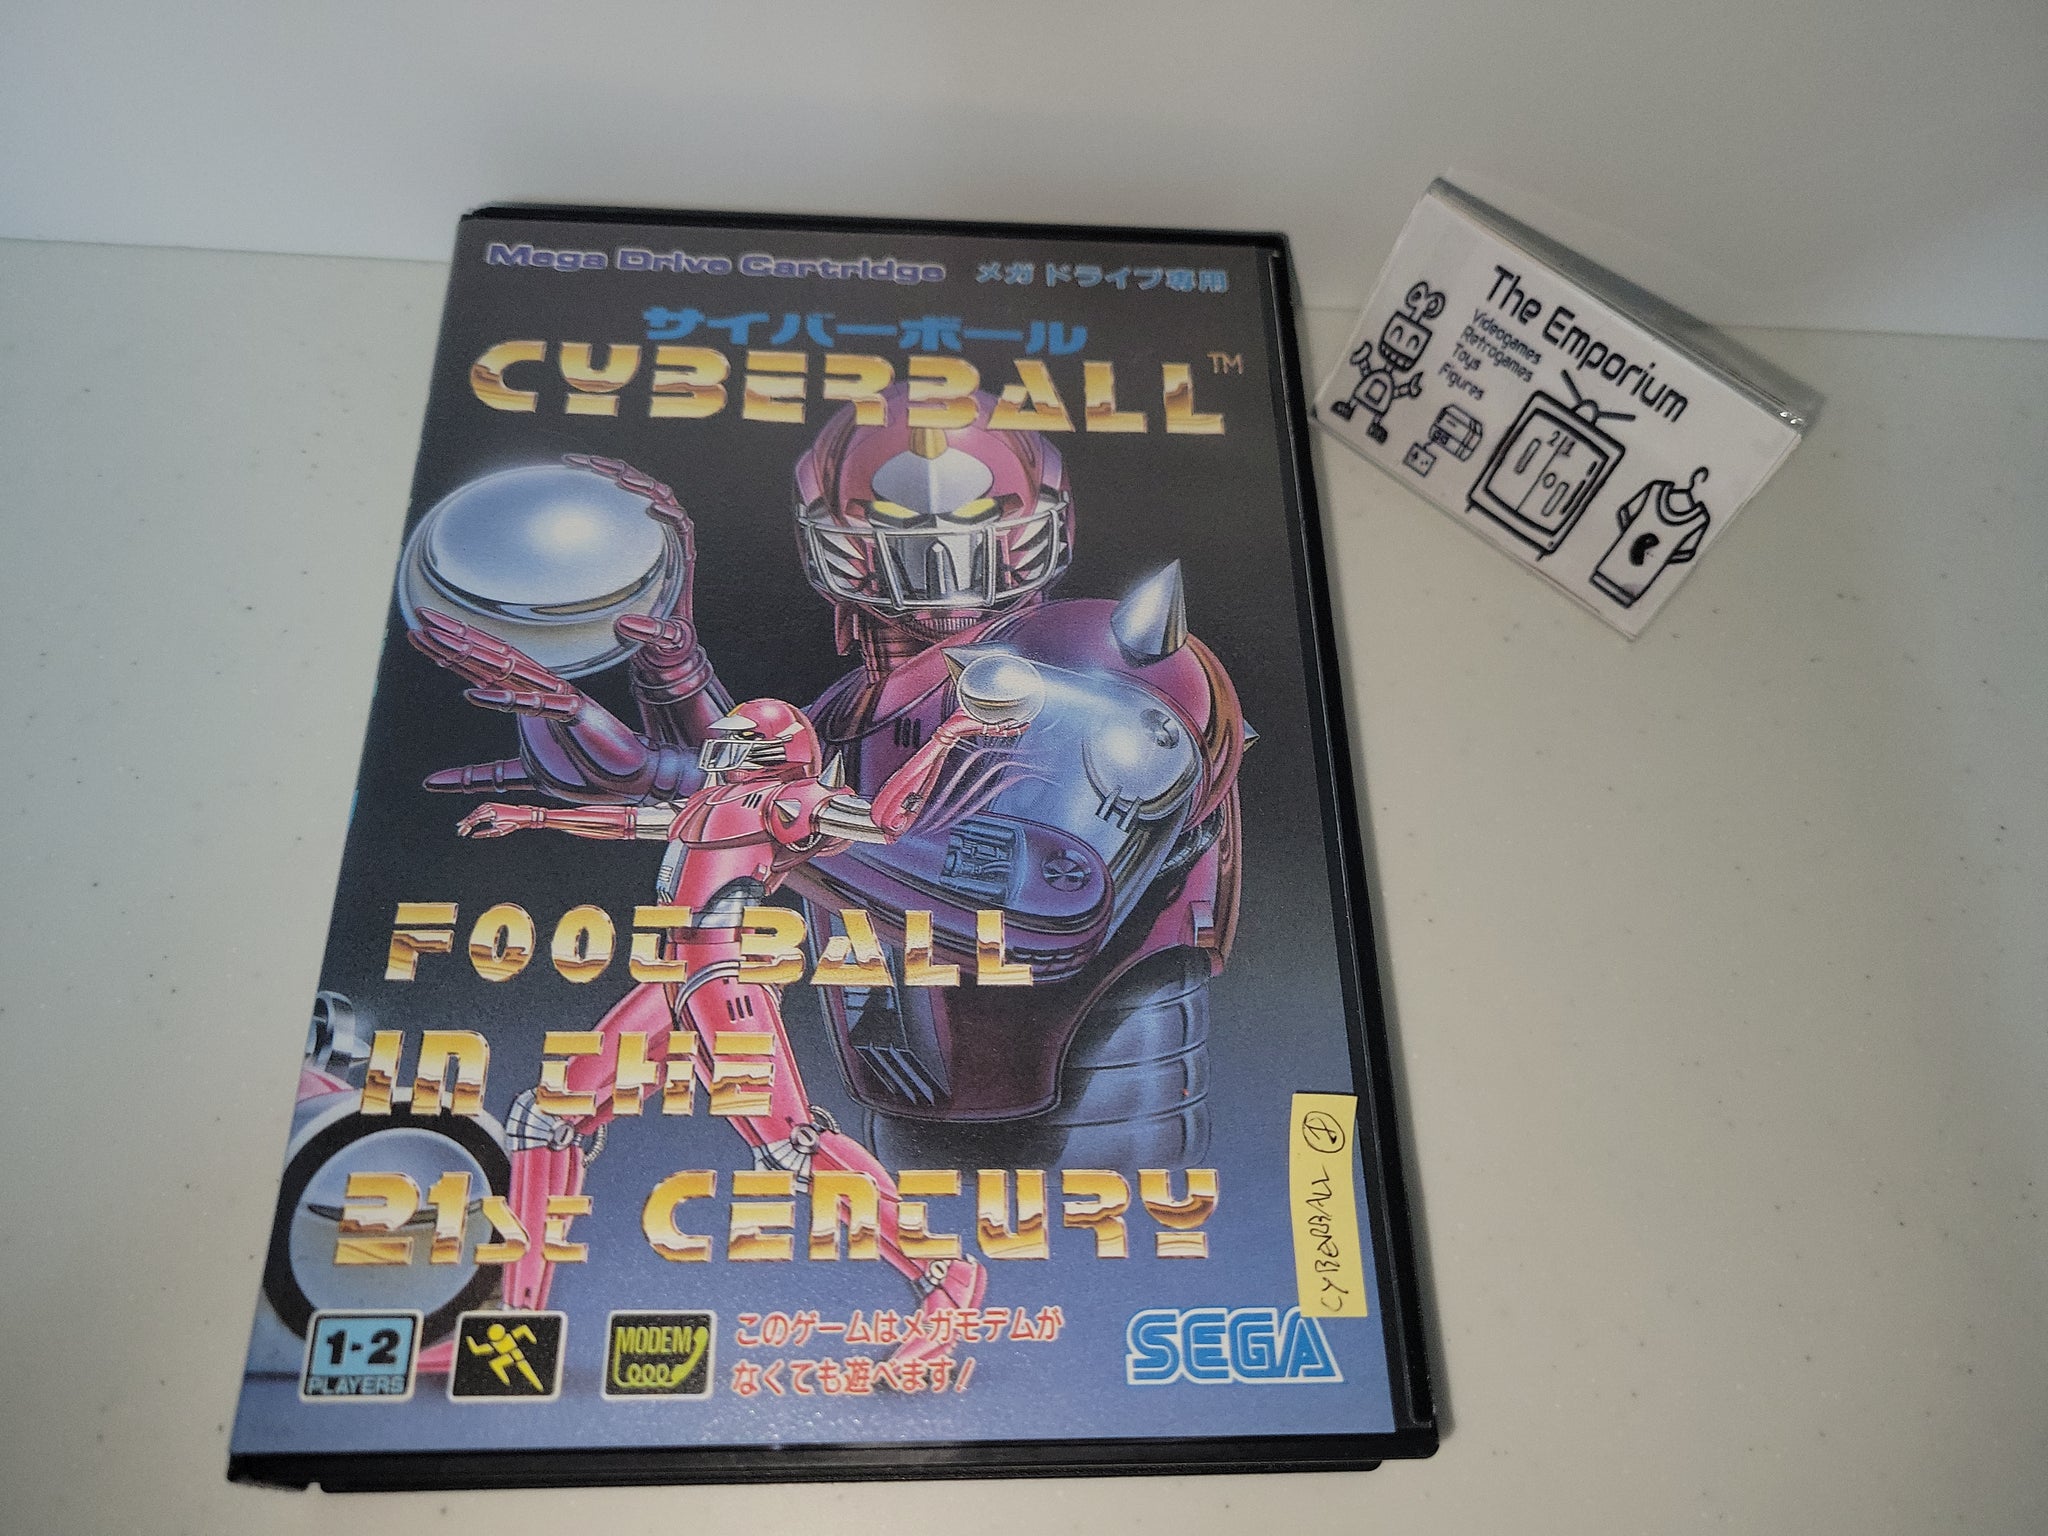 Mega Drive Cartridge メガドライブ専用
サイバーボール
CYBERBALL™
FOOTBALL
IN THE
21ST CENTURY
1-2
PLAYERS
MODEM
このゲームはメガモデムが
なくても遊べます!
SEGA
CYBERBALL
The Emporium
Videogames
Retrogames
Toys
Figures
2 1